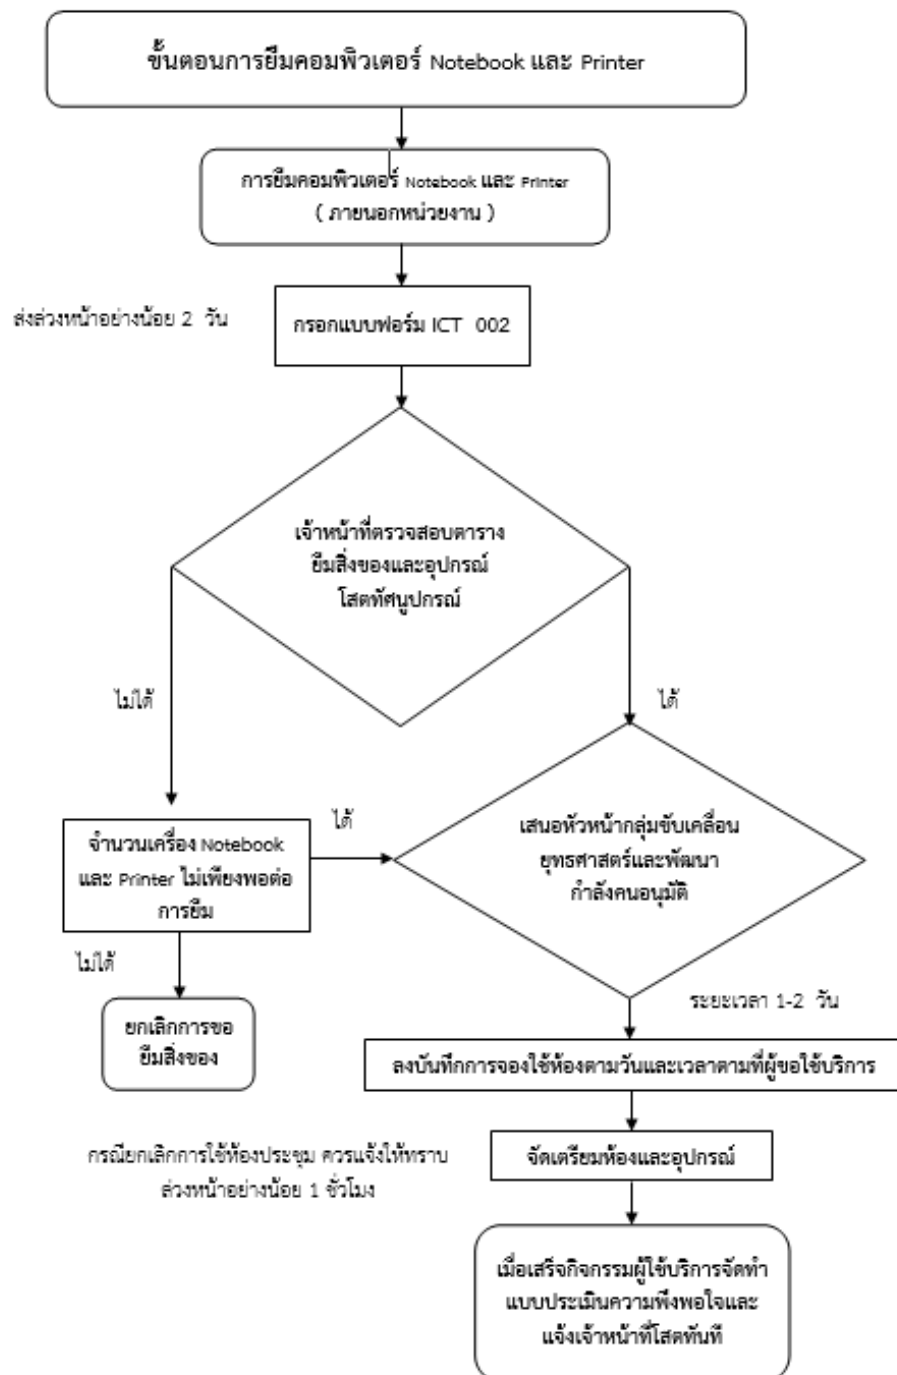 ขั้นตอนการยืมคอมพิวเตอร์ Notebook และ Printer
การยืมคอมพิวเตอร์ Notebook และ Printer
( ภายนอกหน่วยงาน )
ส่งล่วงหน้าอย่างน้อย 2 วัน
กรอกแบบฟอร์ม ICT 002
เจ้าหน้าที่ตรวจสอบตาราง
ยืมสิ่งของและอุปกรณ์
โสตทัศนูปกรณ์
ไม่ได้
ได้
จำนวนเครื่อง Notebook
และ Printer ไม่เพียงพอต่อ
การยืม
ได้
เสนอหัวหน้ากลุ่มขับเคลื่อน
ยุทธศาสตร์และพัฒนา
กำลังคนอนุมัติ
ไม่ได้
ยกเลิกการขอ
ยืมสิ่งของ
ระยะเวลา 1-2 วัน
ลงบันทึกการจองใช้ห้องตามวันและเวลาตามที่ผู้ขอใช้บริการ
กรณียกเลิกการใช้ห้องประชุม ควรแจ้งให้ทราบ
ล่วงหน้าอย่างน้อย 1 ชั่วโมง
จัดเตรียมห้องและอุปกรณ์
เมื่อเสร็จกิจกรรมผู้ใช้บริการจัดทำ
แบบประเมินความพึงพอใจและ
แจ้งเจ้าหน้าที่โสตทันที